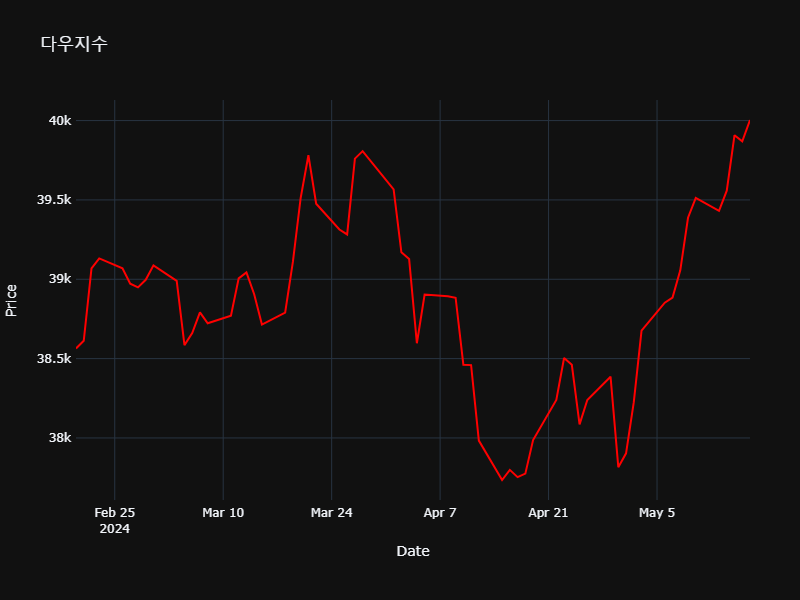 다우지수
Price
40k
39.5k
39k
38.5k
38k
Feb 25
2024
Mar 10
Mar 24
Apr 7
Apr 21
May 5
Date